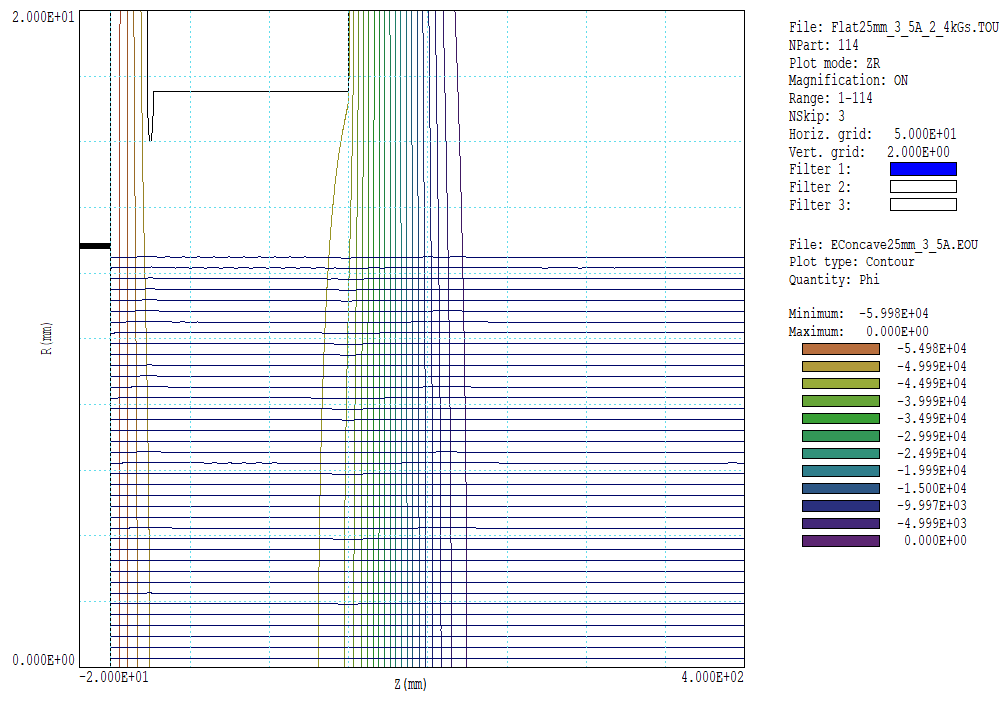 2.000E+01
R(mm)
0.000E+00
-2.000E+01
Z(mm)
4.000E+02
File: Flat25mm_3_5A_2_4kGs.TOU
NPart: 114
Plot mode: ZR
Magnification: ON
Range: 1-114
NSkip: 3
Horiz. grid: 5.000E+01
Vert. grid: 2.000E+00
Filter 1:
Filter 2:
Filter 3:
File: EConcave25mm_3_5A.EOU
Plot type: Contour
Quantity: Phi
Minimum: -5.998E+04
Maximum: 0.000E+00
-5.498E+04
-4.999E+04
-4.499E+04
-3.999E+04
-3.499E+04
-2.999E+04
-2.499E+04
-1.999E+04
-1.500E+04
-9.997E+03
-4.999E+03
0.000E+00